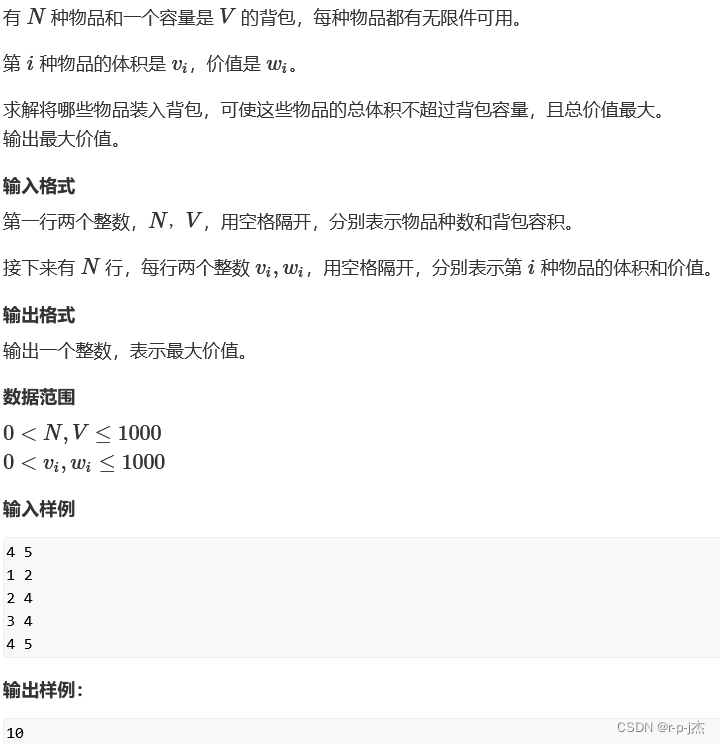 有 N 种物品和一个容量是 V 的背包，每种物品都有无限件可用。
第 i 种物品的体积是 vᵢ，价值是 wᵢ。
求解将哪些物品装入背包，可使这些物品的总体积不超过背包容量，且总价值最大。
输出最大价值。
输入格式
第一行两个整数，N，V，用空格隔开，分别表示物品种数和背包容积。
接下来有 N 行，每行两个整数 vᵢ, wᵢ，用空格隔开，分别表示第 i 种物品的体积和价值。
输出格式
输出一个整数，表示最大价值。
数据范围
0 < N, V ≤ 1000
0 < vᵢ, wᵢ ≤ 1000
输入样例
4 5
1 2
2 4
3 4
4 5
输出样例：
10
CSDN @r-p-j杰